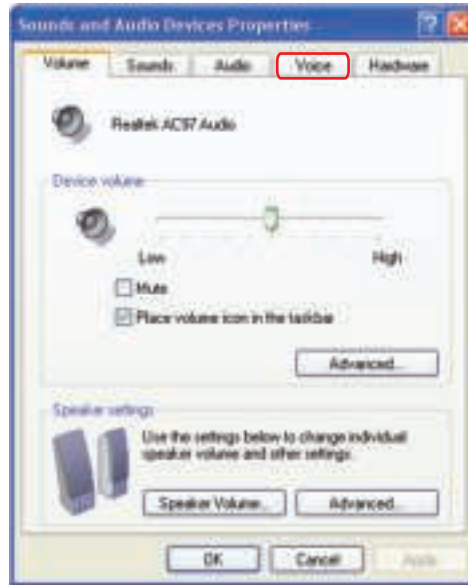 Sounds and Audio Devices Properties
Volume Sounds Audio Voice Hardware
Realtek AC97 Audio
Device volume
Low High
Mute
Place volume icon in the taskbar
Advanced...
Speaker settings
Use the settings below to change individual
speaker volume and other settings.
Speaker Volume... Advanced...
OK Cancel Apply